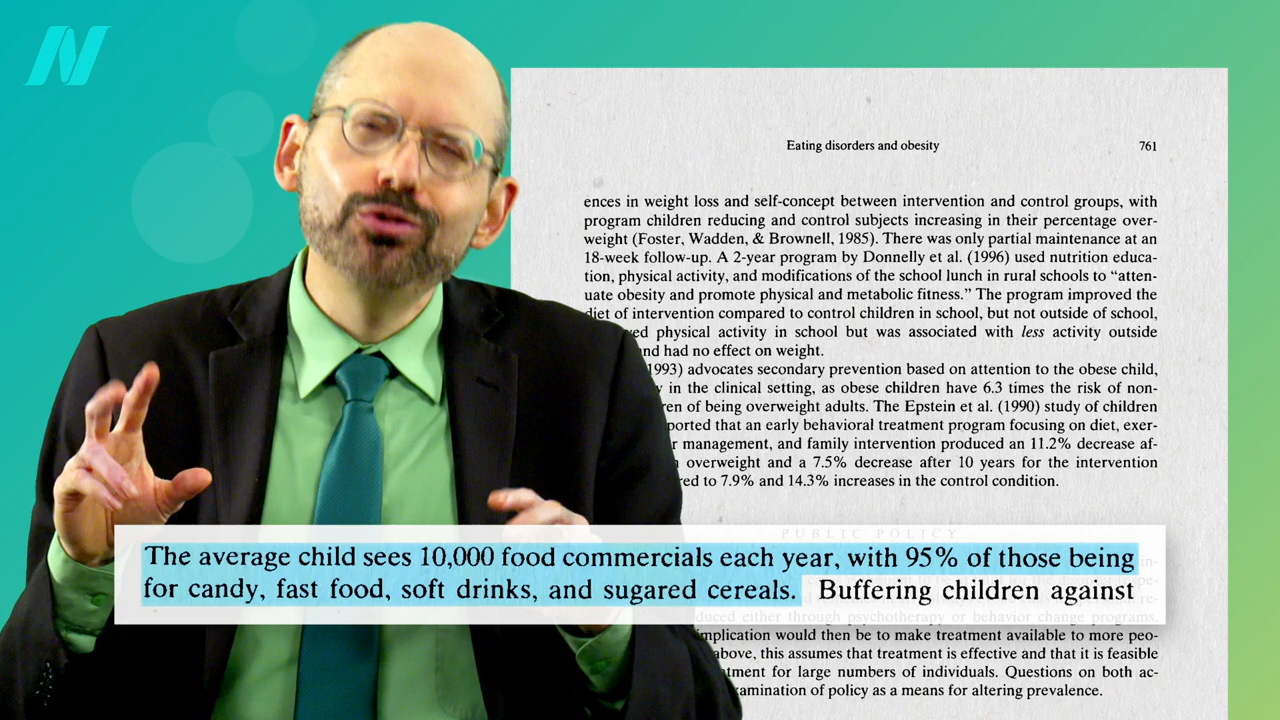 Eating disorders and obesity 761
ences in weight loss and self-concept between intervention and control groups, with
program children reducing and control subjects increasing in their percentage over-
weight (Foster, Wadden, & Brownell, 1985). There was only partial maintenance at an
18-week follow-up. A 2-year program by Donnelly et al. (1996) used nutrition educa-
tion, physical activity, and modifications of the school lunch in rural schools to “atten-
uate obesity and promote physical and metabolic fitness.” The program improved the
diet of intervention compared to control children in school, but not outside of school,
physical activity in school but was associated with less activity outside
and had no effect on weight.
1993) advocates secondary prevention based on attention to the obese child,
in the clinical setting, as obese children have 6.3 times the risk of non-
of being overweight adults. The Epstein et al. (1990) study of children
that an early behavioral treatment program focusing on diet, exer-
management, and family intervention produced an 11.2% decrease af-
overweight and a 7.5% decrease after 10 years for the intervention
to 7.9% and 14.3% increases in the control condition.
PUBLIC POLICY
The average child sees 10,000 food commercials each year, with 95% of those being
for candy, fast food, soft drinks, and sugared cereals. Buffering children against
either through psychotherapy or behavior change programs.
implication would then be to make treatment available to more peo-
above, this assumes that treatment is effective and that it is feasible
for large numbers of individuals. Questions on both ac-
of policy as a means for altering prevalence.